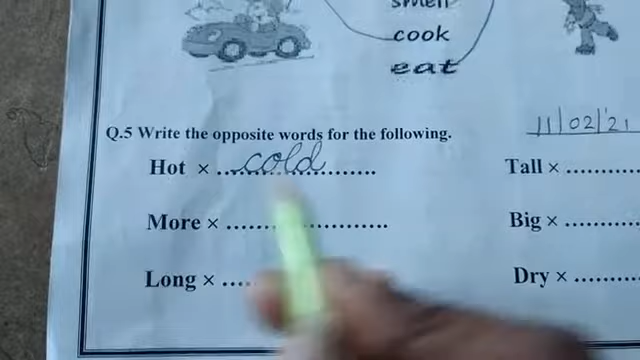 smell
cook
eat
11/02/'21
Q.5 Write the opposite words for the following.
Hot × ...cold.............
Tall ×............
More ×..........................
Big ×............
Long ×.....
Dry ×............